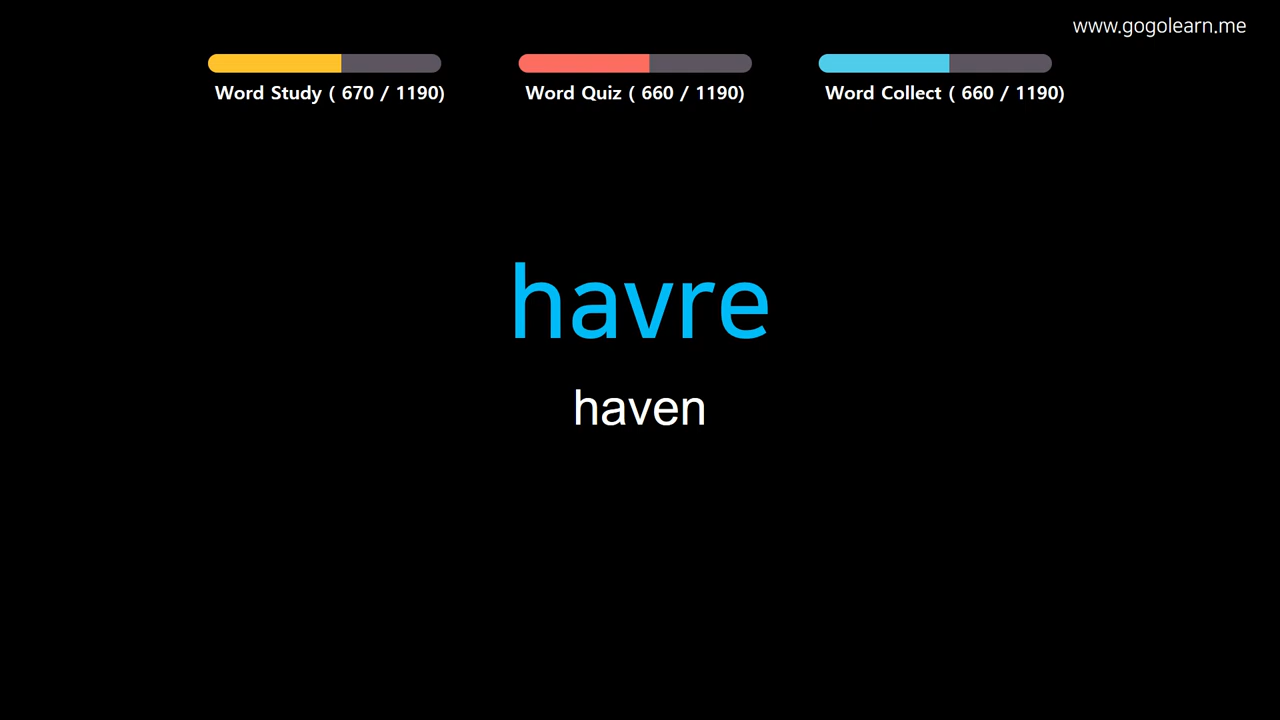 www.gogolearn.me
Word Study ( 670 / 1190)
Word Quiz ( 660 / 1190)
Word Collect ( 660 / 1190)
havre
haven